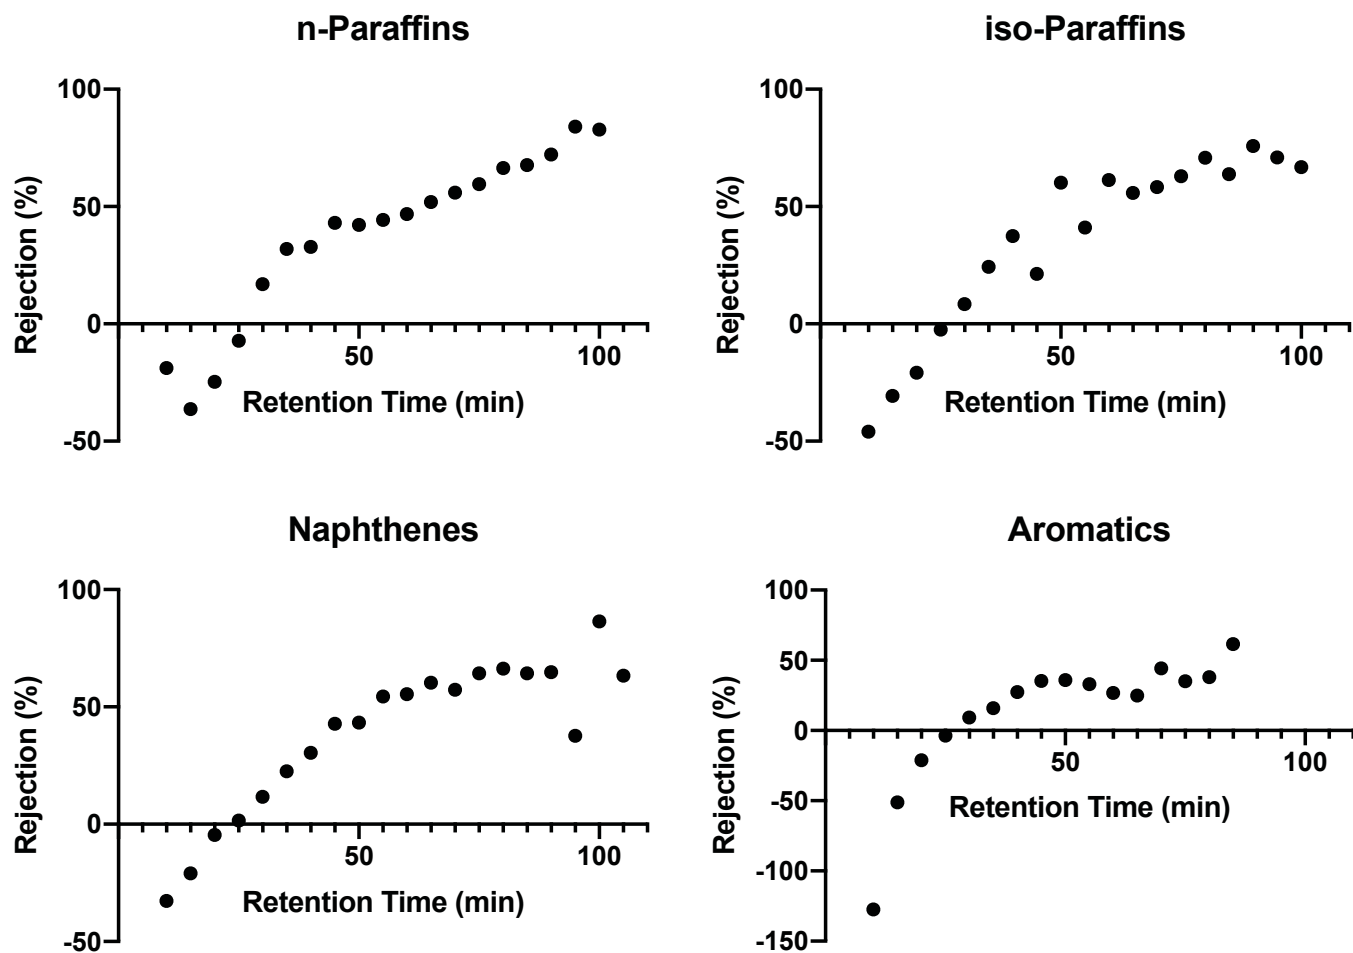 n-Paraffins
100
50
0
-50
Rejection (%)
50
100
Retention Time (min)
iso-Paraffins
100
50
0
-50
Rejection (%)
50
100
Retention Time (min)
Naphthenes
100
50
0
-50
Rejection (%)
50
100
Retention Time (min)
Aromatics
100
50
0
-50
-100
-150
Rejection (%)
50
100
Retention Time (min)